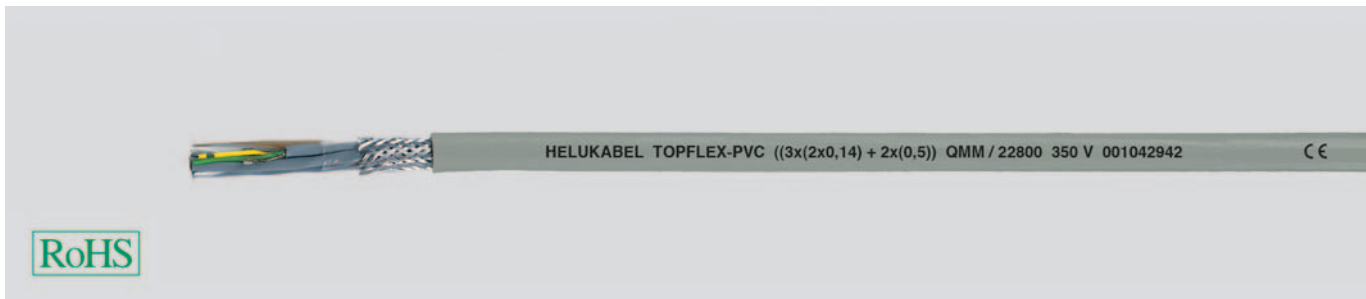 HELUKABEL TOPFLEX-PVC ((3x(2x0,14) + 2x(0,5)) QMM / 22800 350 V 001042942 CE
RoHS